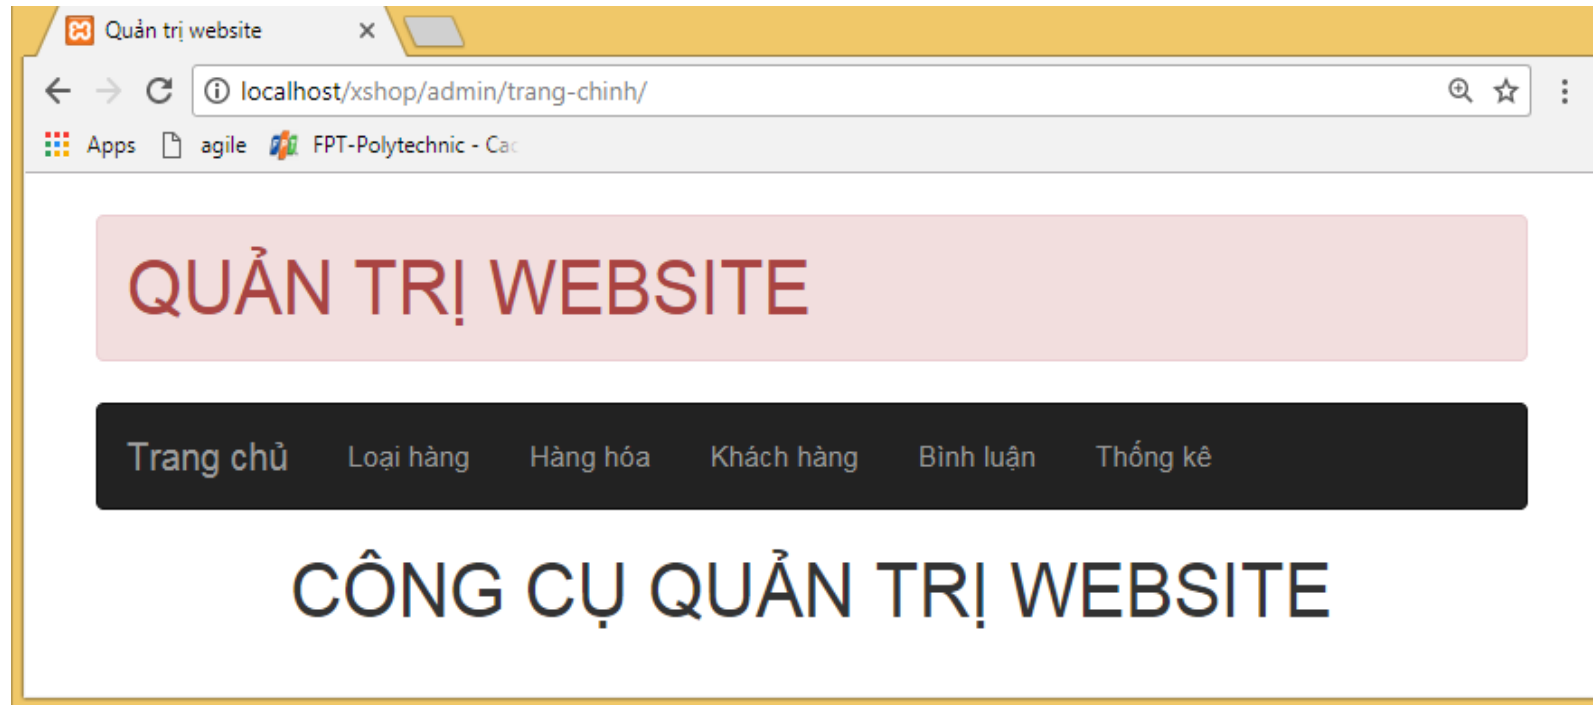 Quản trị website
localhost/xshop/admin/trang-chinh/
Apps agile FPT-Polytechnic - Cao
QUẢN TRỊ WEBSITE
Trang chủ Loại hàng Hàng hóa Khách hàng Bình luận Thống kê
CÔNG CỤ QUẢN TRỊ WEBSITE